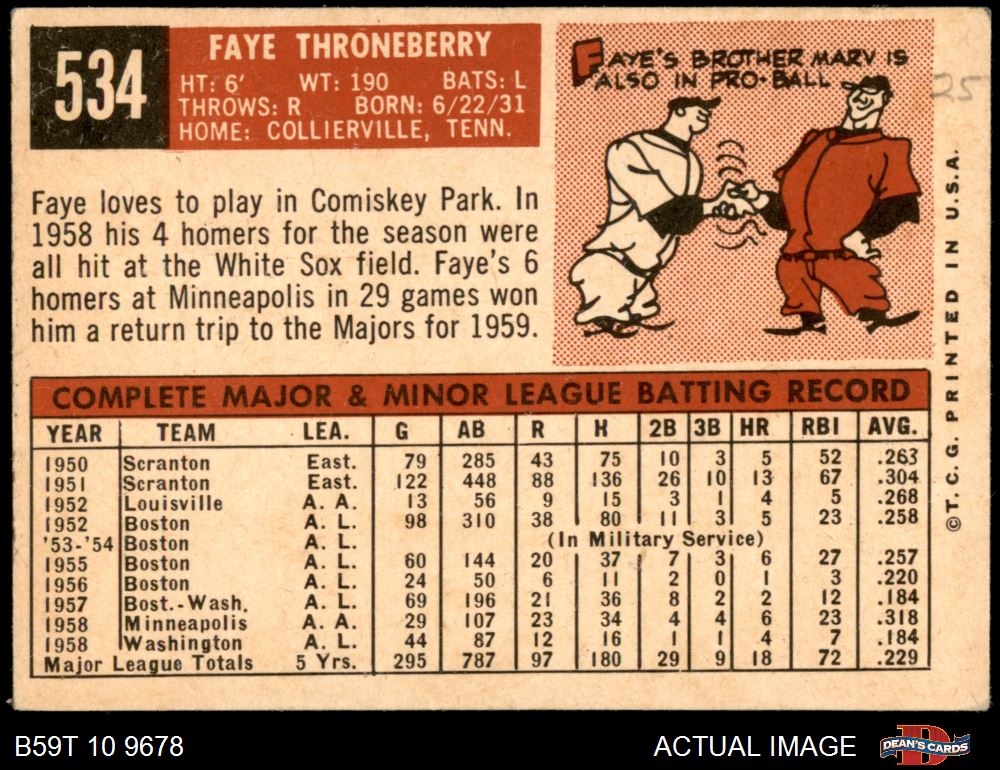 534
FAYE THRONEBERRY
HT: 6' WT: 190 BATS: L
THROWS: R BORN: 6/22/31
HOME: COLLIERVILLE, TENN.
FAYE'S BROTHER MARV IS
ALSO IN PRO-BALL
25
Faye loves to play in Comiskey Park. In
1958 his 4 homers for the season were
all hit at the White Sox field. Faye's 6
homers at Minneapolis in 29 games won
him a return trip to the Majors for 1959.
COMPLETE MAJOR & MINOR LEAGUE BATTING RECORD
YEAR TEAM LEA. G AB R H 2B 3B HR RBI AVG.
1950 Scranton East. 79 285 43 75 10 3 5 52 .263
1951 Scranton East. 122 448 88 136 26 10 13 67 .304
1952 Louisville A. A. 13 56 9 15 3 1 4 5 .268
1952 Boston A. L. 98 310 38 80 11 3 5 23 .258
'53-'54 Boston A. L. (In Military Service)
1955 Boston A. L. 60 144 20 37 7 3 6 27 .257
1956 Boston A. L. 24 50 6 11 2 0 1 3 .220
1957 Bost.-Wash. A. L. 69 196 21 36 8 2 2 12 .184
1958 Minneapolis A. A. 29 107 23 34 4 4 6 23 .318
1958 Washington A. L. 44 87 12 16 1 1 4 7 .184
Major League Totals 5 Yrs. 295 787 97 180 29 9 18 72 .229
©T. C. G. PRINTED IN U.S.A.
B59T 10 9678
ACTUAL IMAGE
D
DEAN'S CARDS